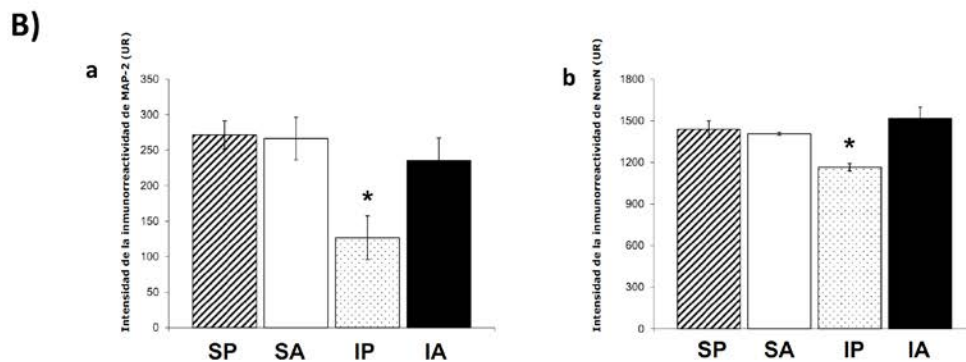 B)
a
Intensidad de la inmunorreactividad de MAP-2 (UR)
350
300
250
200
150
100
50
0
*
SP SA IP IA
b
Intensidad de la inmunorreactividad de NeuN (UR)
1800
1500
1200
900
600
300
0
*
SP SA IP IA